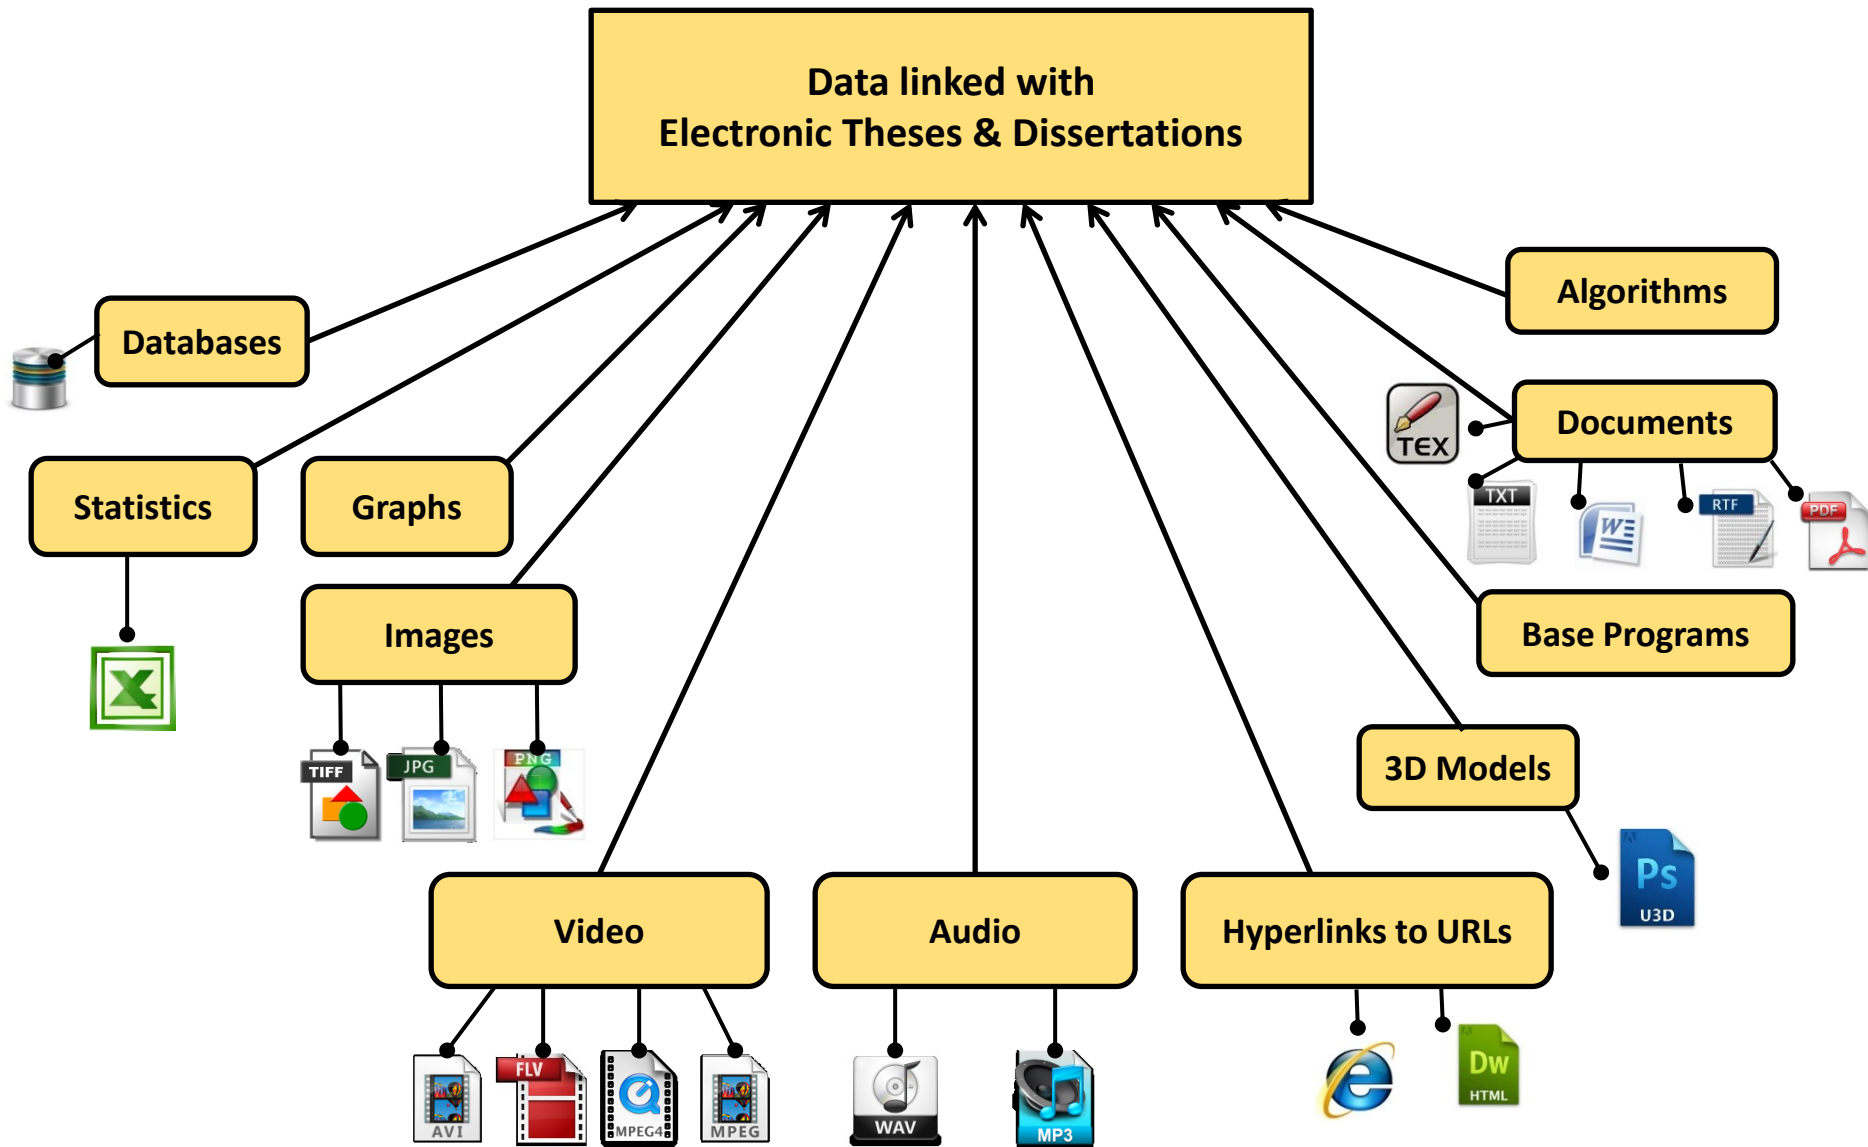 Data linked with
Electronic Theses & Dissertations
Algorithms
Databases
Documents
TEX
Statistics
Graphs
TXT
W
RTF
PDF
Images
Base Programs
X
TIFF
JPG
PNG
3D Models
Ps
U3D
Video
Audio
Hyperlinks to URLs
AVI
FLV
MPEG4
MPEG
WAV
MP3
e
Dw
HTML